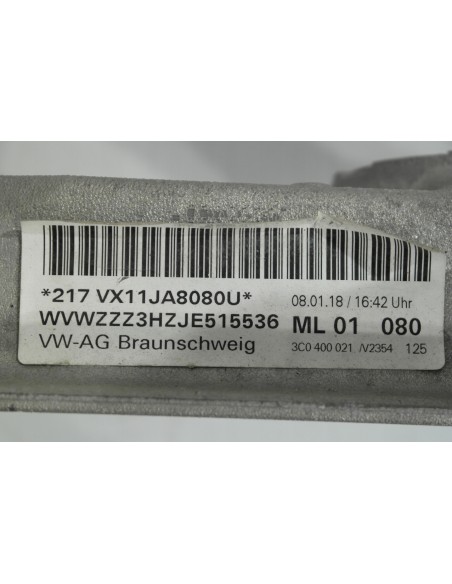 *217 VX11JA8080U* 08.01.18 / 16:42 Uhr
WVWZZZ3HZJE515536 ML 01 080
VW-AG Braunschweig 3C0 400 021 /V2354 125